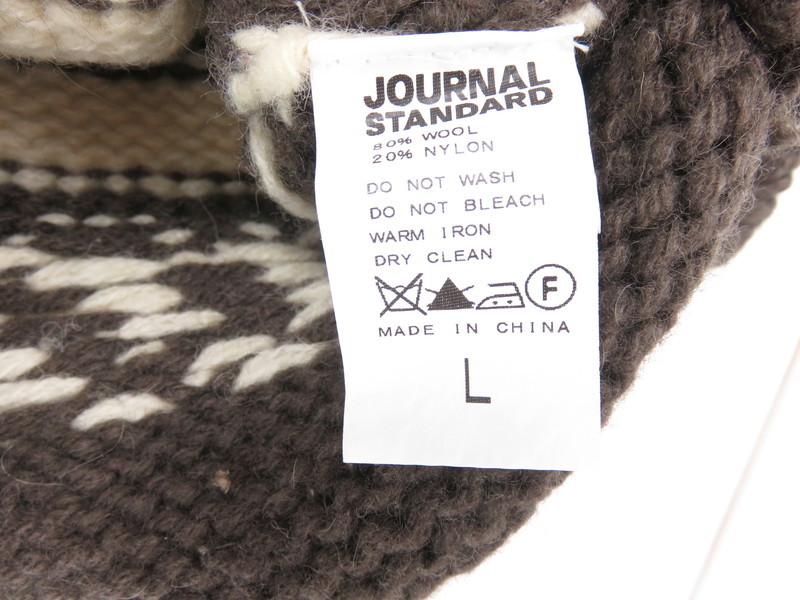 JOURNAL
STANDARD
80% WOOL
20% NYLON
DO NOT WASH
DO NOT BLEACH
WARM IRON
DRY CLEAN
F
MADE IN CHINA
L